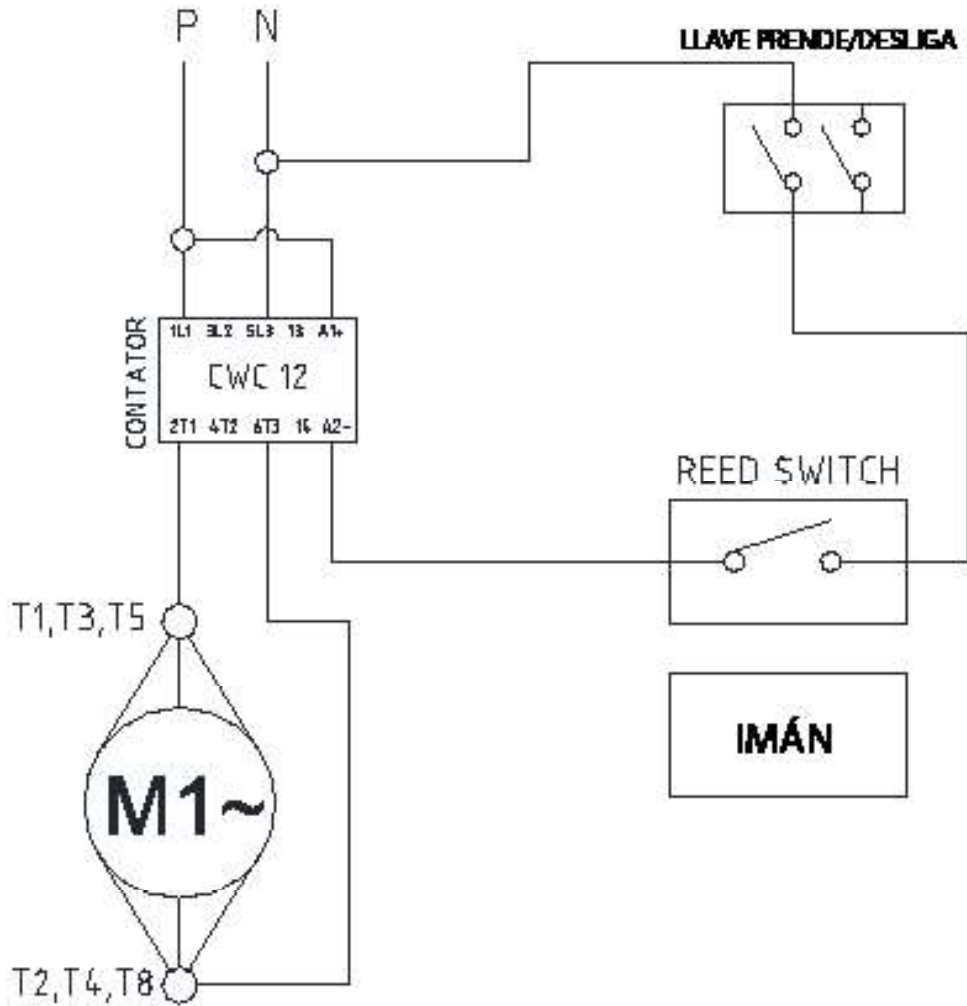 P N
LLAVE PRENDE/DESLIGA
CONTATOR
1L1 3L2 5L3 13 A1+
CWC 12
2T1 4T2 6T3 14 A2-
REED SWITCH
T1,T3,T5
IMÁN
M1~
T2,T4,T8